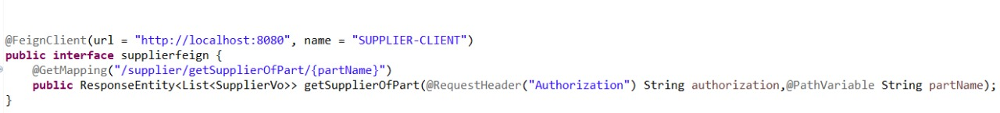 @FeignClient(url = "http://localhost:8080", name = "SUPPLIER-CLIENT")
public interface supplierfeign {
    @GetMapping("/supplier/getSupplierOfPart/{partName}")
    public ResponseEntity<List<SupplierVo>> getSupplierOfPart(@RequestHeader("Authorization") String authorization,@PathVariable String partName);
}